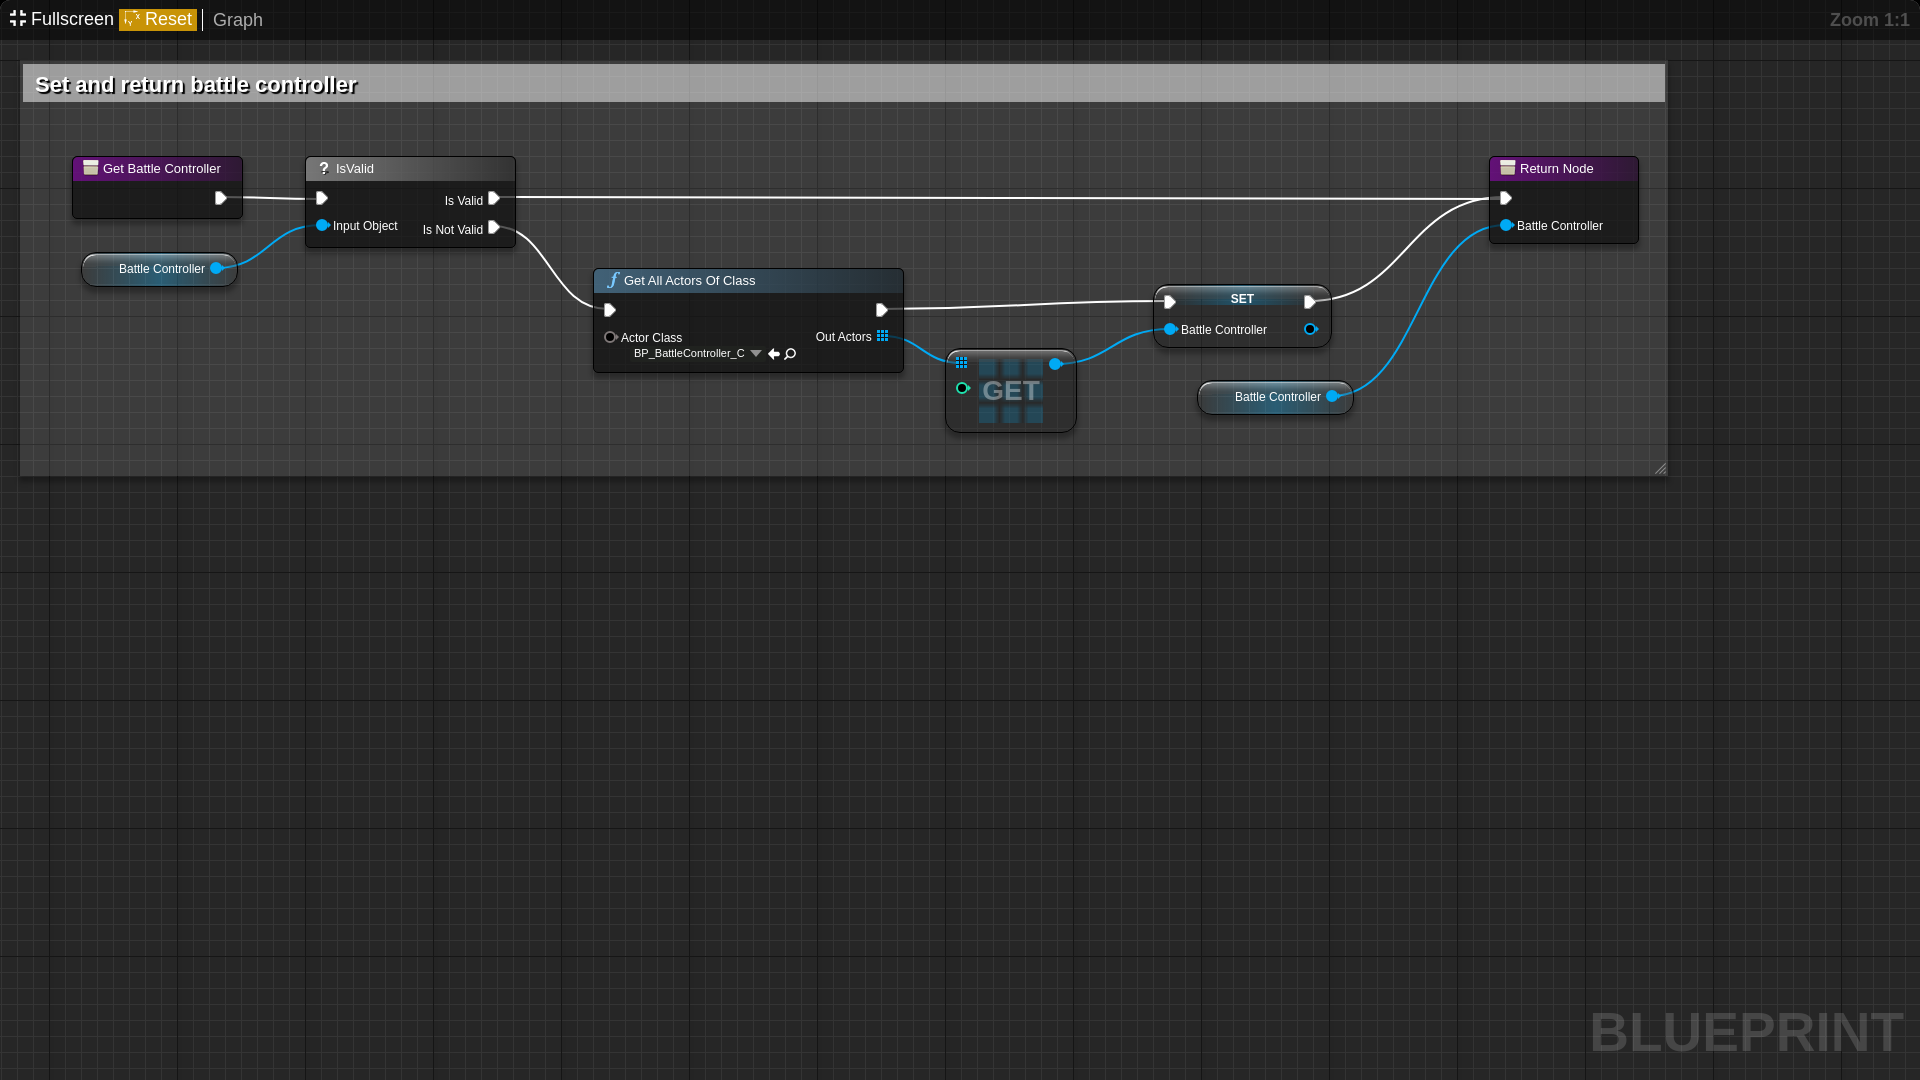 Fullscreen Reset Graph
Zoom 1:1
Set and return battle controller
Get Battle Controller
? IsValid
Is Valid
Input Object
Is Not Valid
Battle Controller
Return Node
Battle Controller
f Get All Actors Of Class
Actor Class
BP_BattleController_C
Out Actors
GET
SET
Battle Controller
Battle Controller
BLUEPRINT